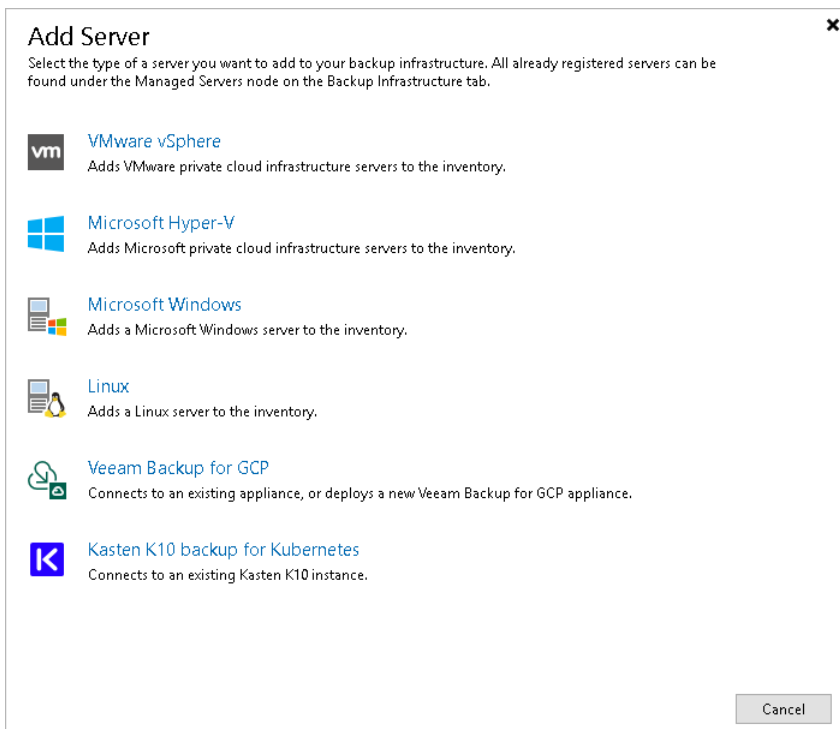 Add Server
Select the type of a server you want to add to your backup infrastructure. All already registered servers can be
found under the Managed Servers node on the Backup Infrastructure tab.
vm
VMware vSphere
Adds VMware private cloud infrastructure servers to the inventory.
Microsoft Hyper-V
Adds Microsoft private cloud infrastructure servers to the inventory.
Microsoft Windows
Adds a Microsoft Windows server to the inventory.
Linux
Adds a Linux server to the inventory.
Veeam Backup for GCP
Connects to an existing appliance, or deploys a new Veeam Backup for GCP appliance.
K
Kasten K10 backup for Kubernetes
Connects to an existing Kasten K10 instance.
Cancel